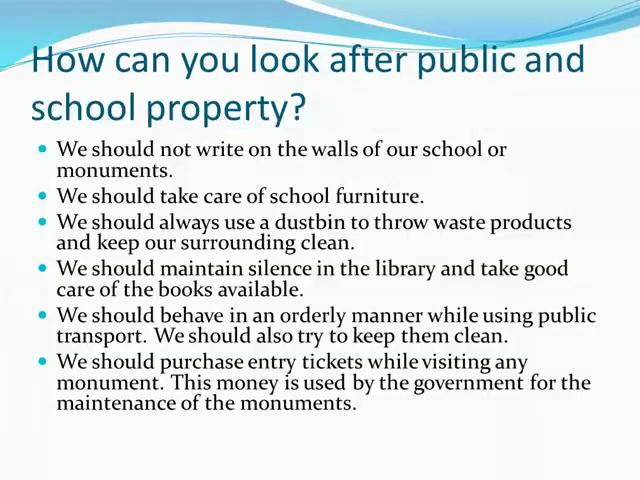 How can you look after public and
school property?
• We should not write on the walls of our school or
monuments.
• We should take care of school furniture.
• We should always use a dustbin to throw waste products
and keep our surrounding clean.
• We should maintain silence in the library and take good
care of the books available.
• We should behave in an orderly manner while using public
transport. We should also try to keep them clean.
• We should purchase entry tickets while visiting any
monument. This money is used by the government for the
maintenance of the monuments.